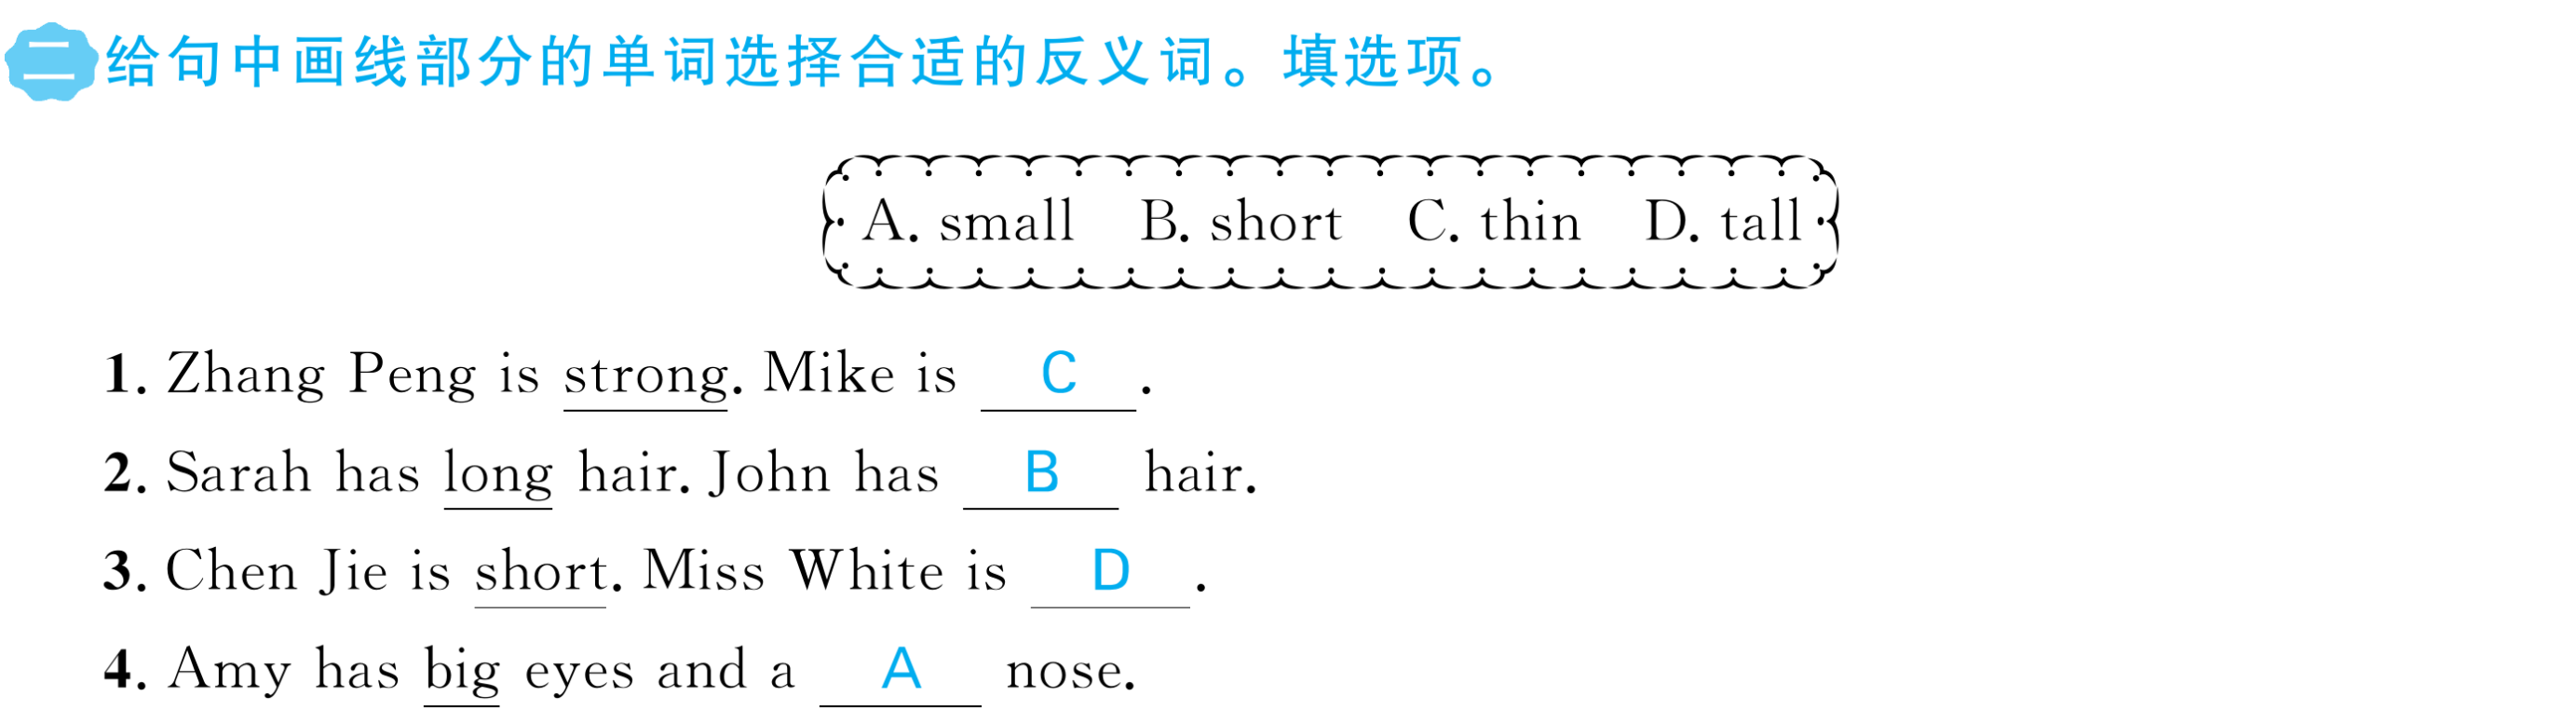 二 给句中画线部分的单词选择合适的反义词。填选项。
A. small B. short C. thin D. tall
1. Zhang Peng is strong. Mike is C .
2. Sarah has long hair. John has B hair.
3. Chen Jie is short. Miss White is D .
4. Amy has big eyes and a A nose.